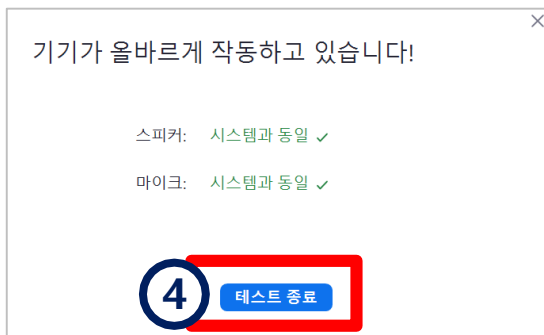 기기가 올바르게 작동하고 있습니다!
스피커: 시스템과 동일
마이크: 시스템과 동일
4 테스트 종료